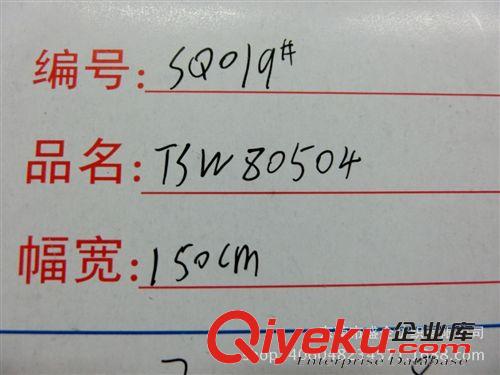 编号: SQ019#
品名: TSW80504
幅宽: 150cm
Qiyeku.com 企业库
Enterprise Database